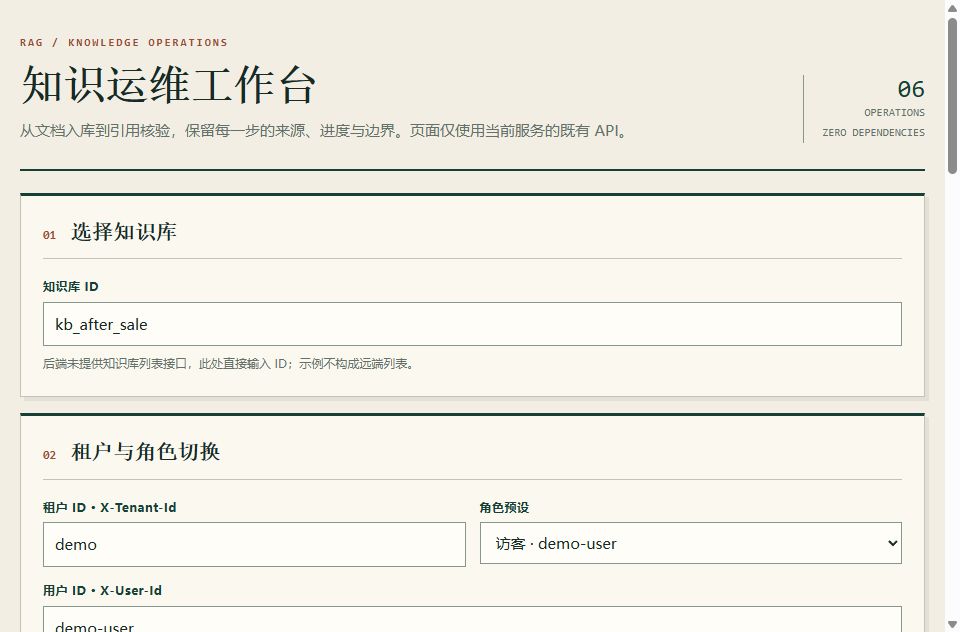 RAG / KNOWLEDGE OPERATIONS
知识运维工作台
从文档入库到引用核验，保留每一步的来源、进度与边界。页面仅使用当前服务的既有 API。
06
OPERATIONS
ZERO DEPENDENCIES
01 选择知识库
知识库 ID
kb_after_sale
后端未提供知识库列表接口，此处直接输入 ID；示例不构成远端列表。
02 租户与角色切换
租户 ID • X-Tenant-Id
角色预设
demo
访客 · demo-user
用户 ID • X-User-Id
demo-user